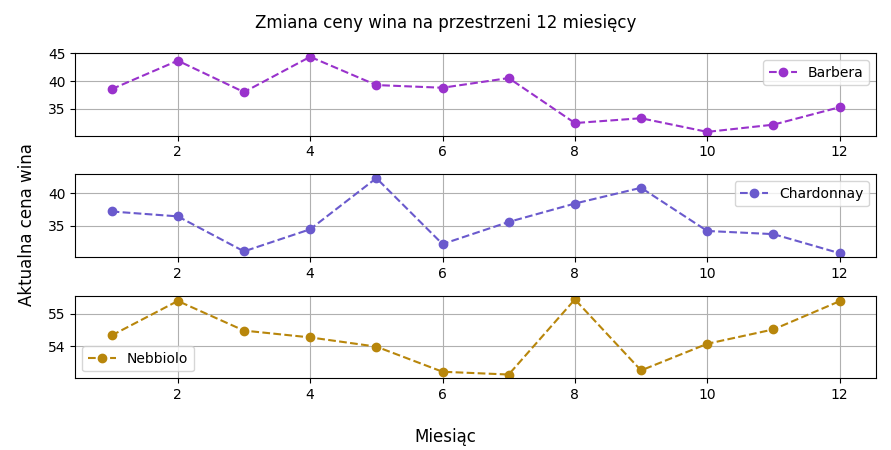 Zmiana ceny wina na przestrzeni 12 miesięcy
45
40
35
Barbera
2 4 6 8 10 12
40
35
Chardonnay
2 4 6 8 10 12
55
54
Nebbiolo
2 4 6 8 10 12
Aktualna cena wina
Miesiąc